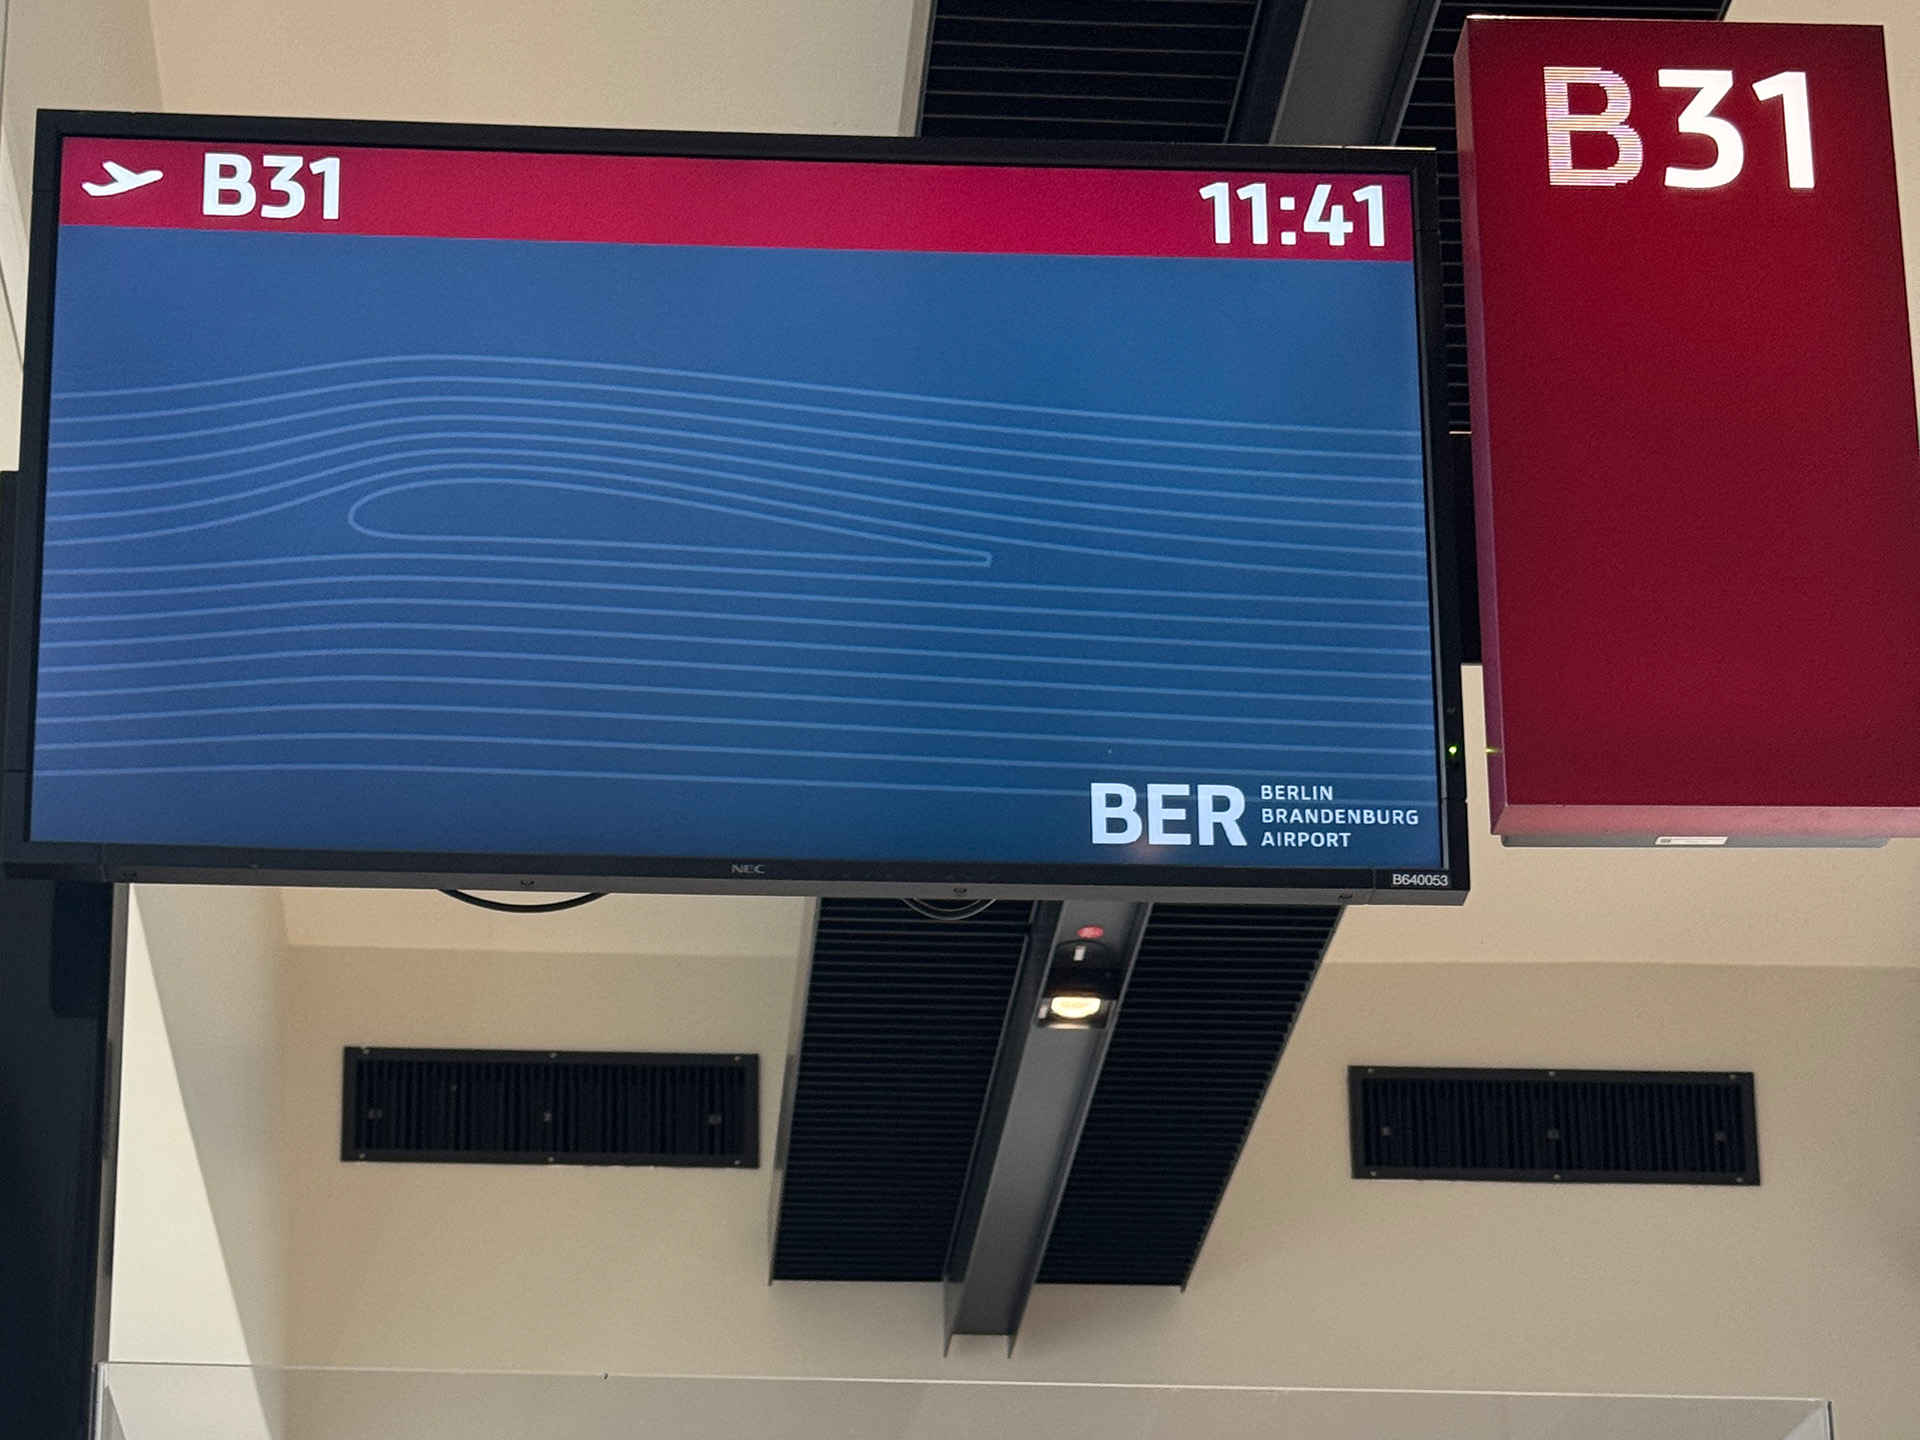 B31
11:41
BER
BERLIN
BRANDENBURG
AIRPORT
NEC
B640053
B31